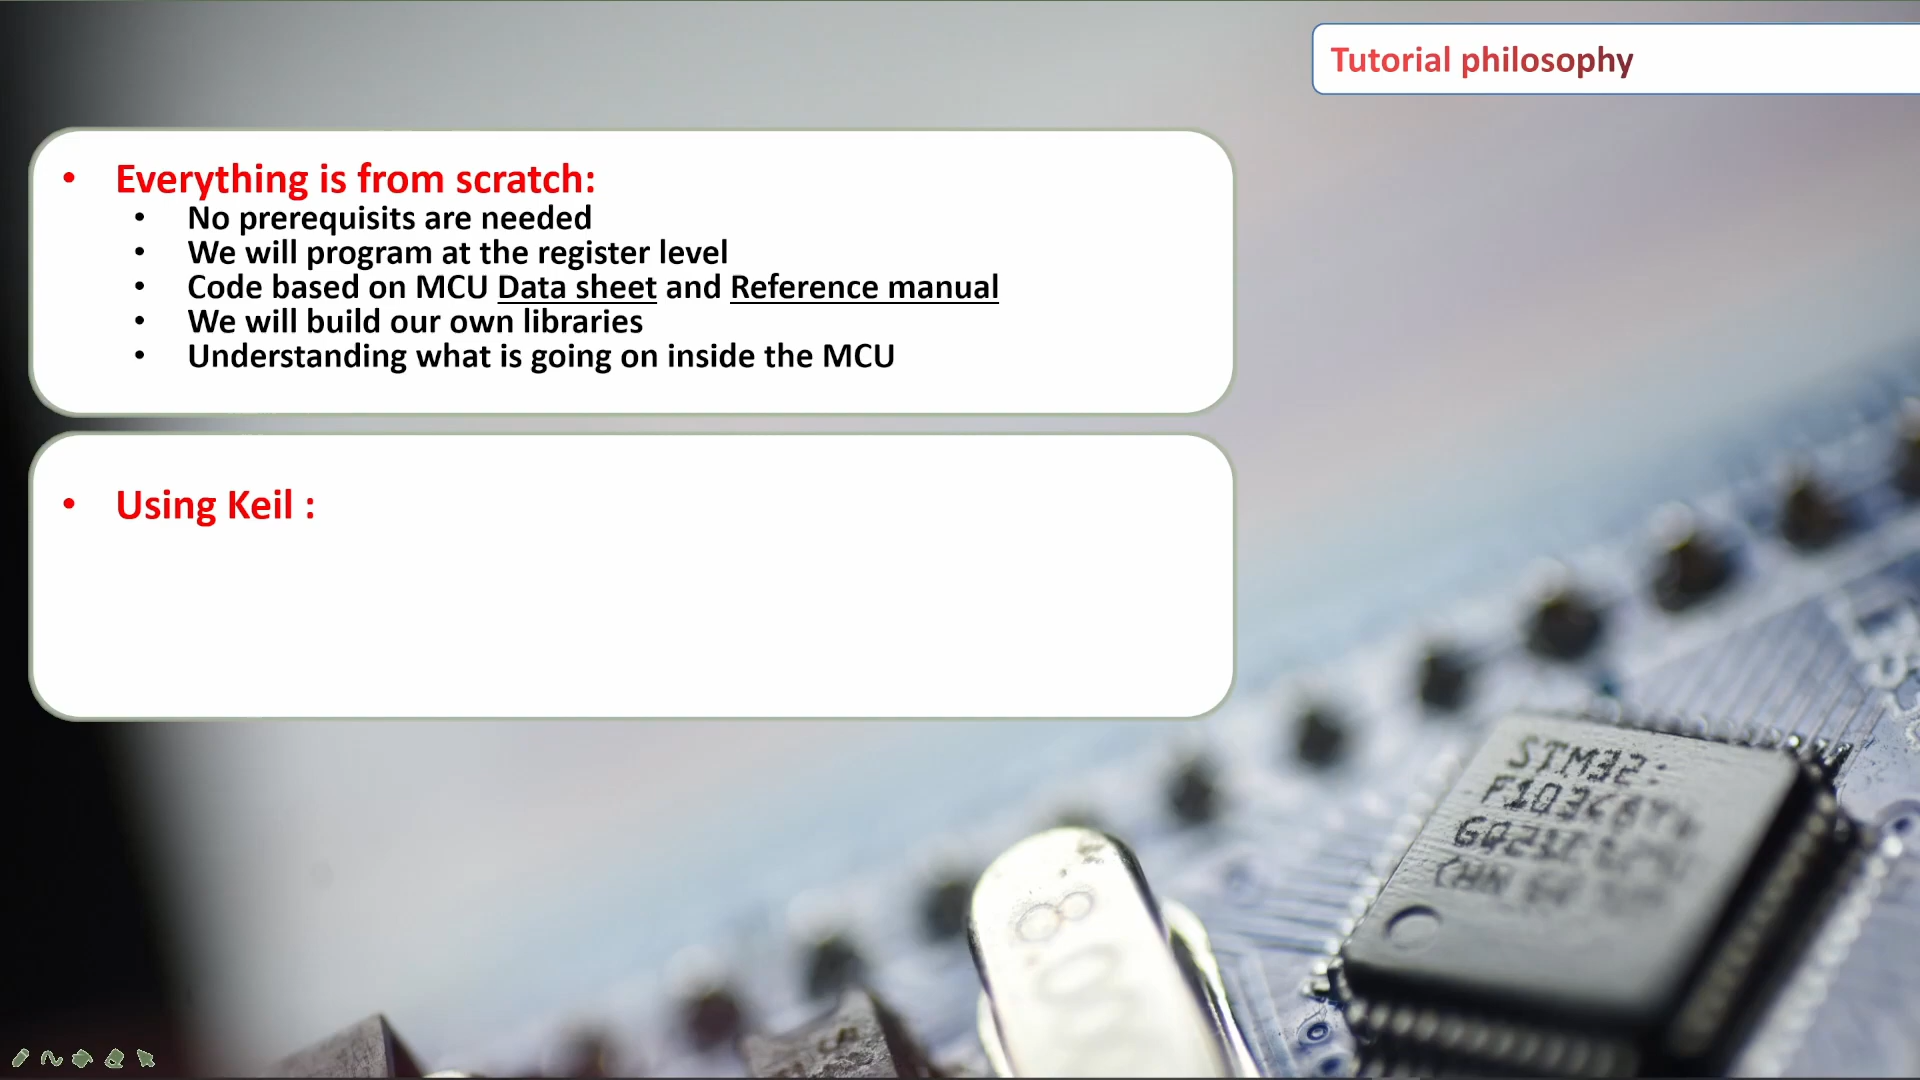 Tutorial philosophy
• Everything is from scratch:
• No prerequisits are needed
• We will program at the register level
• Code based on MCU Data sheet and Reference manual
• We will build our own libraries
• Understanding what is going on inside the MCU
• Using Keil :
STM32